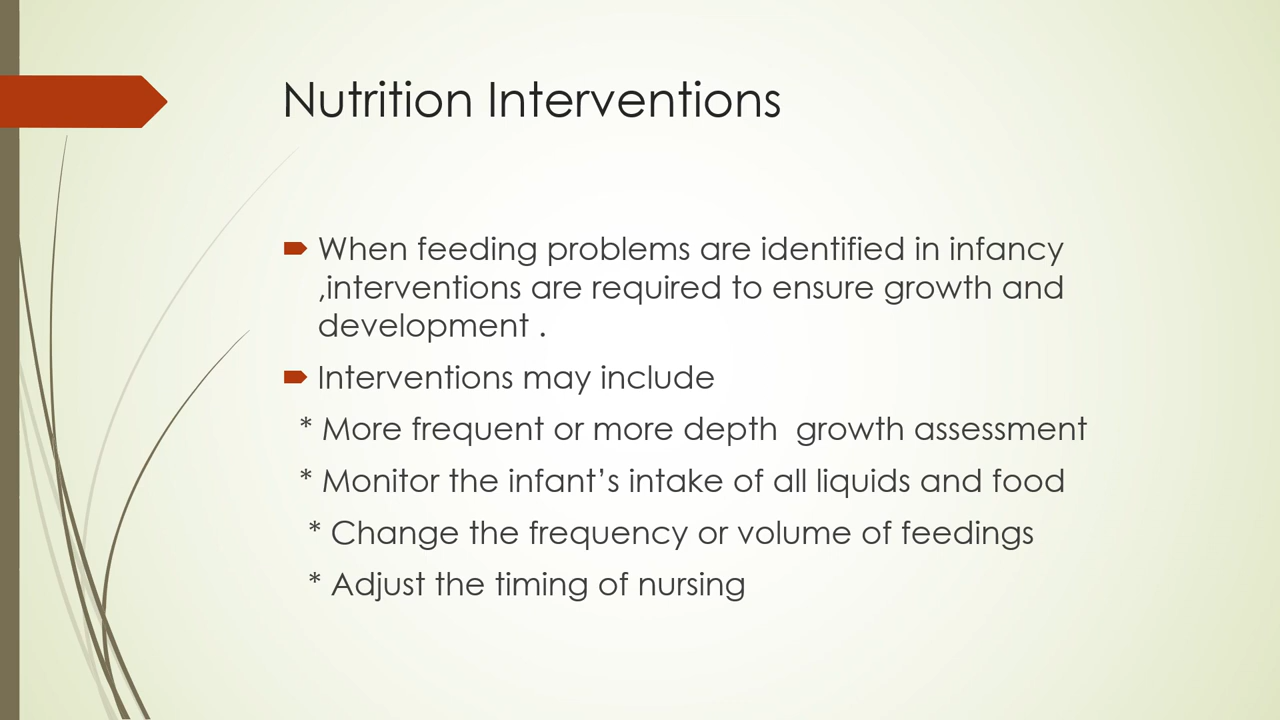 Nutrition Interventions
When feeding problems are identified in infancy
,interventions are required to ensure growth and
development .
Interventions may include
* More frequent or more depth  growth assessment
* Monitor the infant’s intake of all liquids and food
* Change the frequency or volume of feedings
* Adjust the timing of nursing